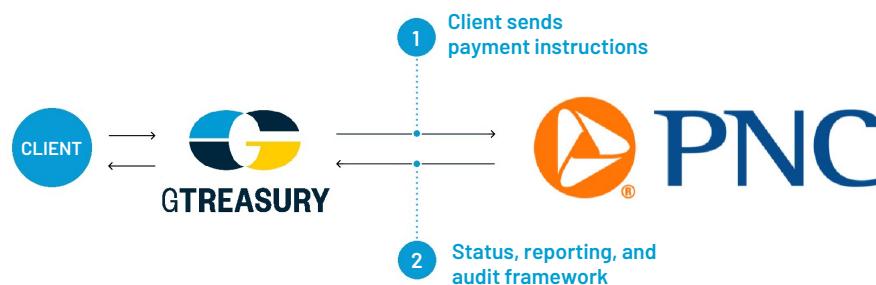 1
Client sends
payment instructions
CLIENT
GTREASURY
PNC
®
2
Status, reporting, and
audit framework